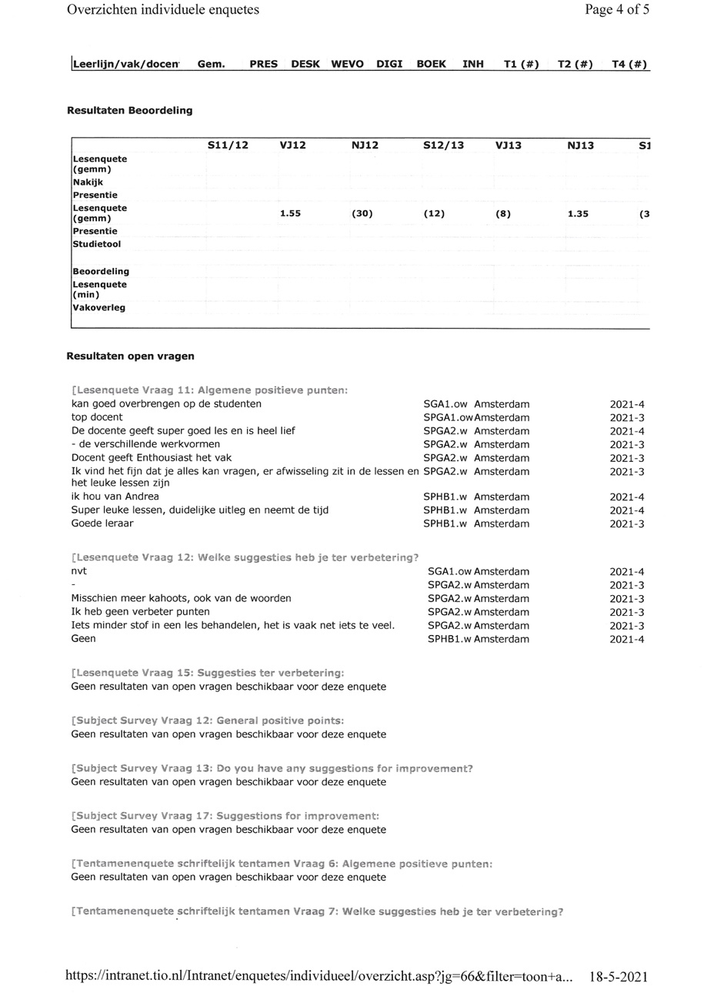 Overzichten individuele enquetes Page 4 of 5
Leerlijn/vak/docen Gem. PRES DESK WEVO DIGI BOEK INH T1 (#) T2 (#) T4 (#)
Resultaten Beoordeling
S11/12 VJ12 NJ12 S12/13 VJ13 NJ13 S1
Lesenquete
(gemm)
Nakijk
Presentie
Lesenquete
(gemm) 1.55 (30) (12) (8) 1.35 (3
Presentie
Studietool
Beoordeling
Lesenquete
(min)
Vakoverleg
Resultaten open vragen
[Lesenquete Vraag 11: Algemene positieve punten:
kan goed overbrengen op de studenten SGA1.ow Amsterdam 2021-4
top docent SPGA1.ow Amsterdam 2021-3
De docente geeft super goed les en is heel lief SPGA2.w Amsterdam 2021-4
- de verschillende werkvormen SPGA2.w Amsterdam 2021-3
Docent geeft Enthousiast het vak SPGA2.w Amsterdam 2021-3
Ik vind het fijn dat je alles kan vragen, er afwisseling zit in de lessen en SPGA2.w Amsterdam 2021-3
het leuke lessen zijn
ik hou van Andrea SPHB1.w Amsterdam 2021-4
Super leuke lessen, duidelijke uitleg en neemt de tijd SPHB1.w Amsterdam 2021-4
Goede leraar SPHB1.w Amsterdam 2021-3
[Lesenquete Vraag 12: Welke suggesties heb je ter verbetering?
nvt SGA1.ow Amsterdam 2021-4
- SPGA2.w Amsterdam 2021-3
Misschien meer kahoots, ook van de woorden SPGA2.w Amsterdam 2021-3
Ik heb geen verbeter punten SPGA2.w Amsterdam 2021-3
Iets minder stof in een les behandelen, het is vaak net iets te veel. SPGA2.w Amsterdam 2021-3
Geen SPHB1.w Amsterdam 2021-4
[Lesenquete Vraag 15: Suggesties ter verbetering:
Geen resultaten van open vragen beschikbaar voor deze enquete
[Subject Survey Vraag 12: General positive points:
Geen resultaten van open vragen beschikbaar voor deze enquete
[Subject Survey Vraag 13: Do you have any suggestions for improvement?
Geen resultaten van open vragen beschikbaar voor deze enquete
[Subject Survey Vraag 17: Suggestions for improvement:
Geen resultaten van open vragen beschikbaar voor deze enquete
[Tentamenenquete schriftelijk tentamen Vraag 6: Algemene positieve punten:
Geen resultaten van open vragen beschikbaar voor deze enquete
[Tentamenenquete schriftelijk tentamen Vraag 7: Welke suggesties heb je ter verbetering?
https://intranet.tio.nl/Intranet/enquetes/individueel/overzicht.asp?jg=66&filter=toon+a... 18-5-2021